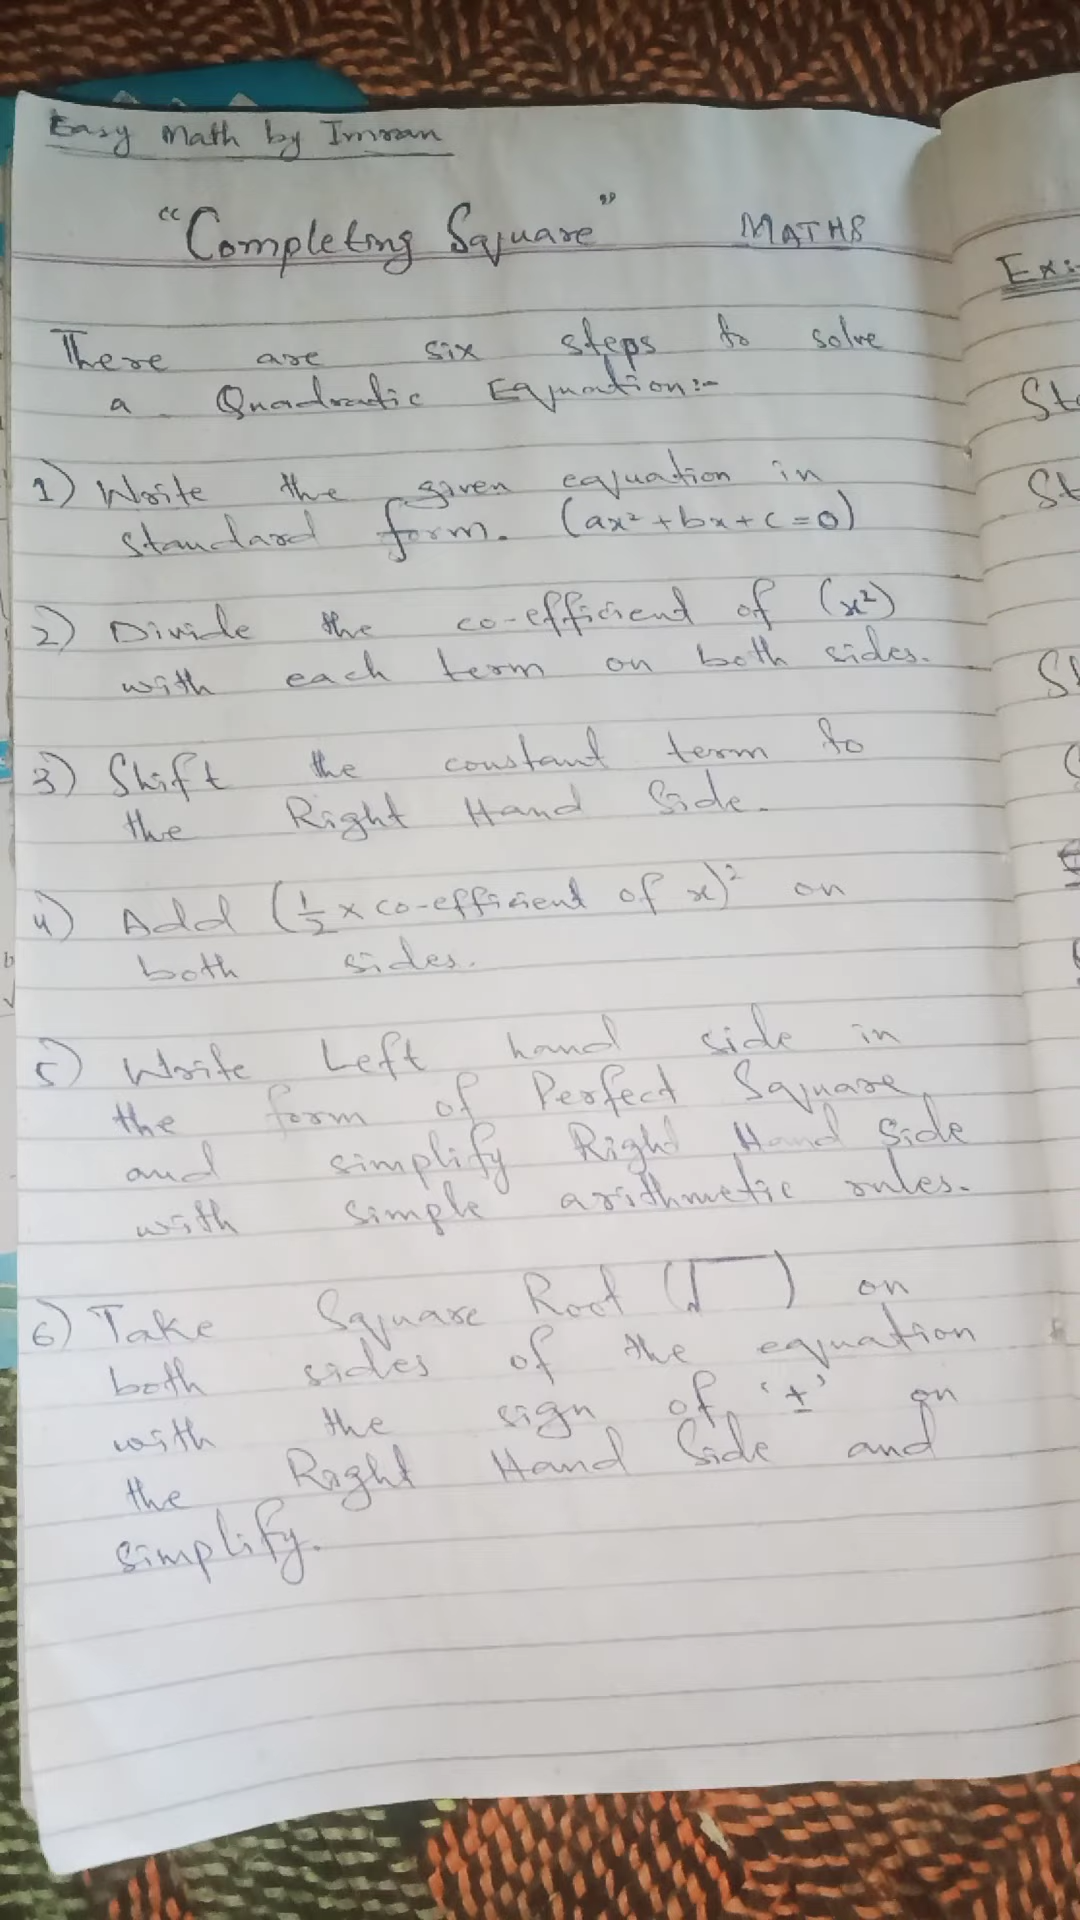 Easy Math by Imran
"Completing Square" MATHS
There are six steps to solve
a Quadratic Equation:-
1) Write the given equation in
standard form. (ax² + bx + c = 0)
2) Divide the co-efficient of (x²)
with each term on both sides.
3) Shift the constant term to
the Right Hand Side.
4) Add (½ x co-efficient of x)² on
both sides.
5) Write Left hand side in
the form of Perfect Square,
and simplify Right Hand Side
with simple arithmetic rules.
6) Take Square Root (√ ) on
both sides of the equation
with the sign of '±' on
the Right Hand Side and
simplify.
Ex:-